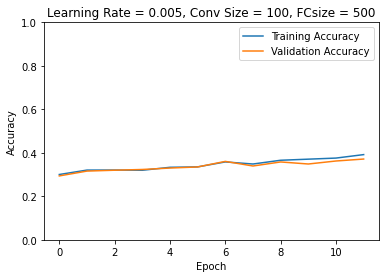 Learning Rate = 0.005, Conv Size = 100, FCsize = 500
1.0
0.8
0.6
0.4
0.2
0.0
Accuracy
Training Accuracy
Validation Accuracy
0 2 4 6 8 10
Epoch